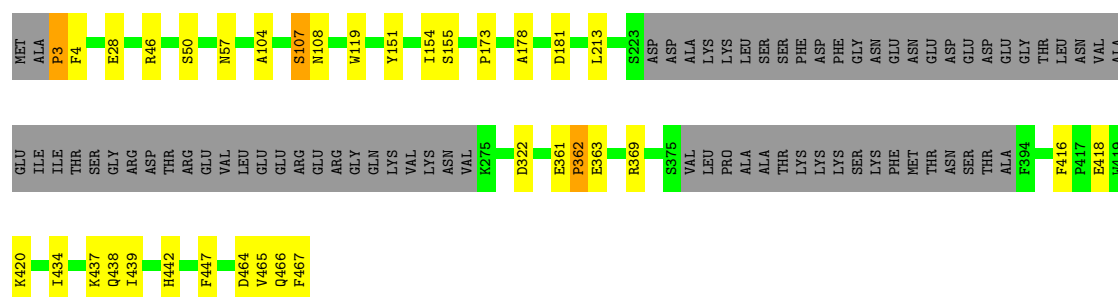 MET ALA P3 F4 E28 R46 S50 N57 A104 S107 N108 W119 Y151 I154 S155 P173 A178 D181 L213 S223 ASP ASP ALA LYS LYS LEU SER SER PHE ASP PHE GLY ASN GLU ASN GLU ASP GLU ASP GLU GLY THR LEU ASN VAL ALA
GLU ILE ILE THR SER GLY ARG ASP THR ARG GLU VAL LEU GLU GLU ARG GLU ARG GLY GLN LYS VAL LYS ASN VAL K275 D322 E361 P362 E363 R369 S375 VAL LEU PRO ALA ALA THR LYS LYS LYS SER LYS PHE MET THR ASN SER THR ALA F394 F416 P417 E418 W419
K420 I434 K437 Q438 I439 H442 F447 D464 V465 Q466 F467